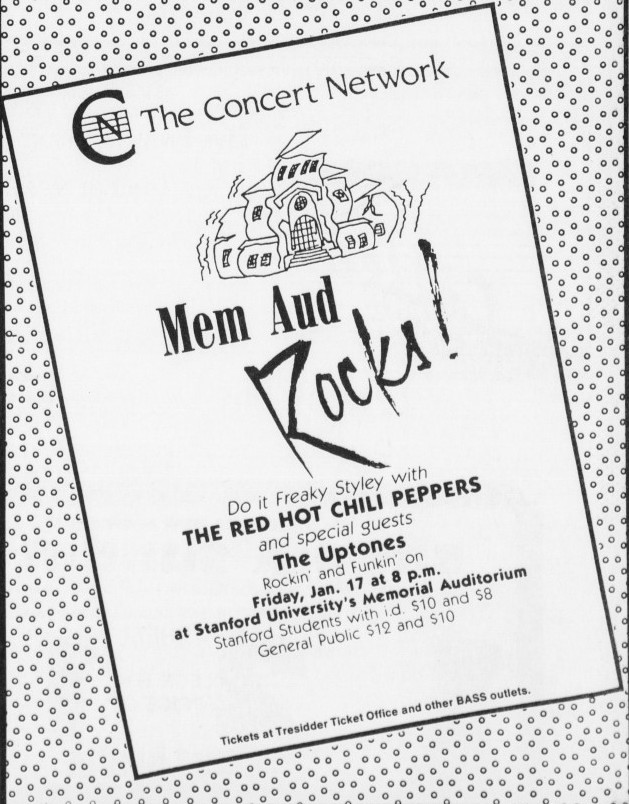 CN The Concert Network
Mem Aud
Rocks!
Do it Freaky Styley with
THE RED HOT CHILI PEPPERS
and special guests
The Uptones
Rockin' and Funkin' on
Friday, Jan. 17 at 8 p.m.
at Stanford University's Memorial Auditorium
Stanford Students with i.d. $10 and $8
General Public $12 and $10
Tickets at Tresidder Ticket Office and other BASS outlets.